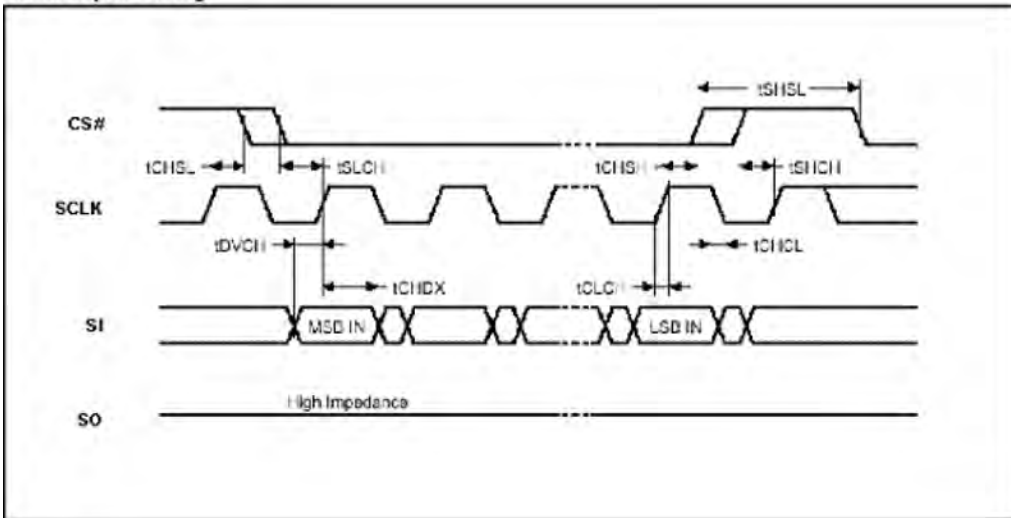 tSHSL
CS#
tCHSL
tSLCH
tCHSH
tSHCH
SCLK
tDVCH
tCHCL
tCHDX
tCLCH
SI
MSB IN
LSB IN
High Impedance
SO